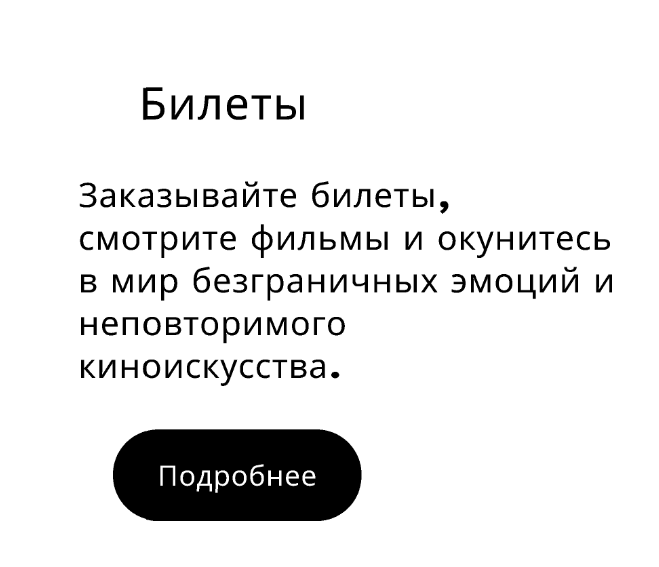 Билеты
Заказывайте билеты,
смотрите фильмы и окунитесь
в мир безграничных эмоций и
неповторимого
киноискусства.
Подробнее